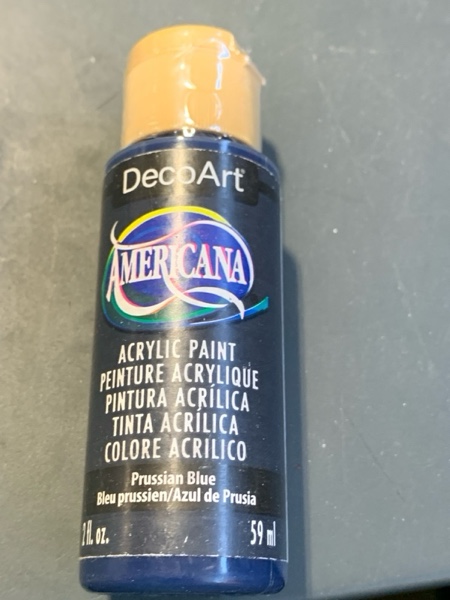 DecoArt
AMERICANA
ACRYLIC PAINT
PEINTURE ACRYLIQUE
PINTURA ACRÍLICA
TINTA ACRÍLICA
COLORE ACRILICO
Prussian Blue
Bleu prussien/Azul de Prusia
2 fl. oz. 59 ml